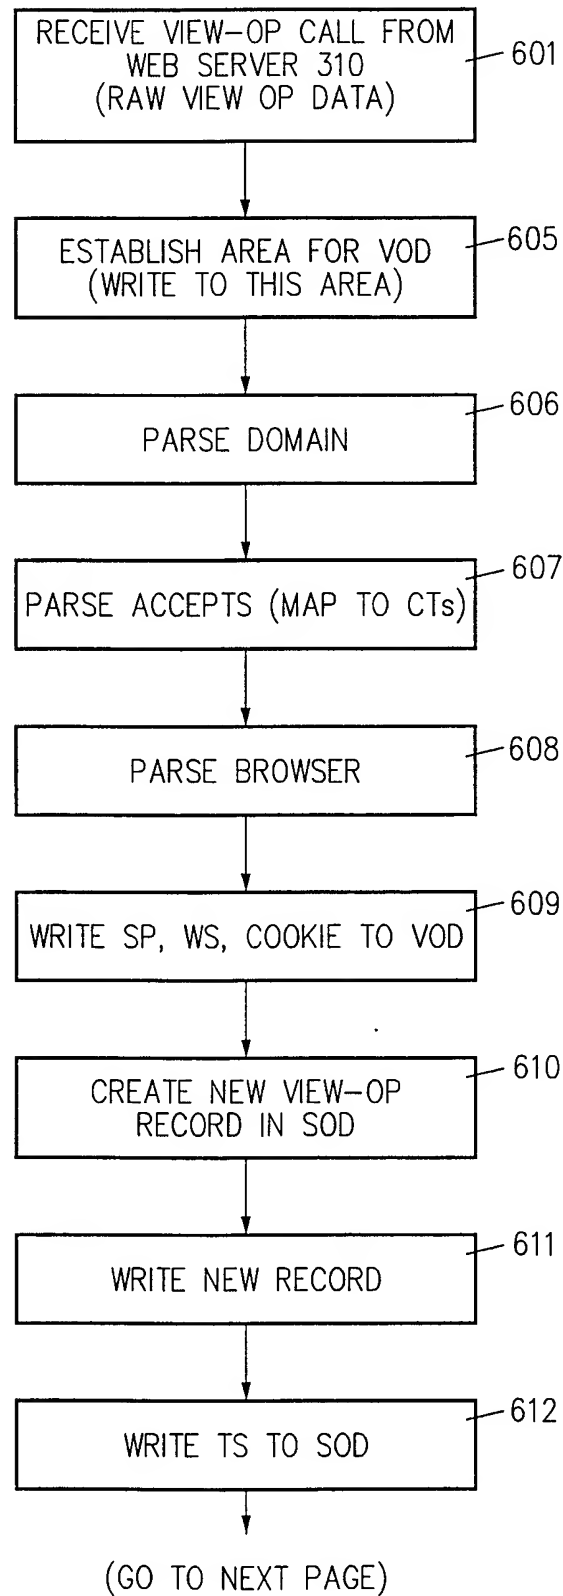 RECEIVE VIEW-OP CALL FROM
WEB SERVER 310
(RAW VIEW OP DATA)
601
ESTABLISH AREA FOR VOD
(WRITE TO THIS AREA)
605
PARSE DOMAIN
606
PARSE ACCEPTS (MAP TO CTs)
607
PARSE BROWSER
608
WRITE SP, WS, COOKIE TO VOD
609
CREATE NEW VIEW-OP
RECORD IN SOD
610
WRITE NEW RECORD
611
WRITE TS TO SOD
612
(GO TO NEXT PAGE)